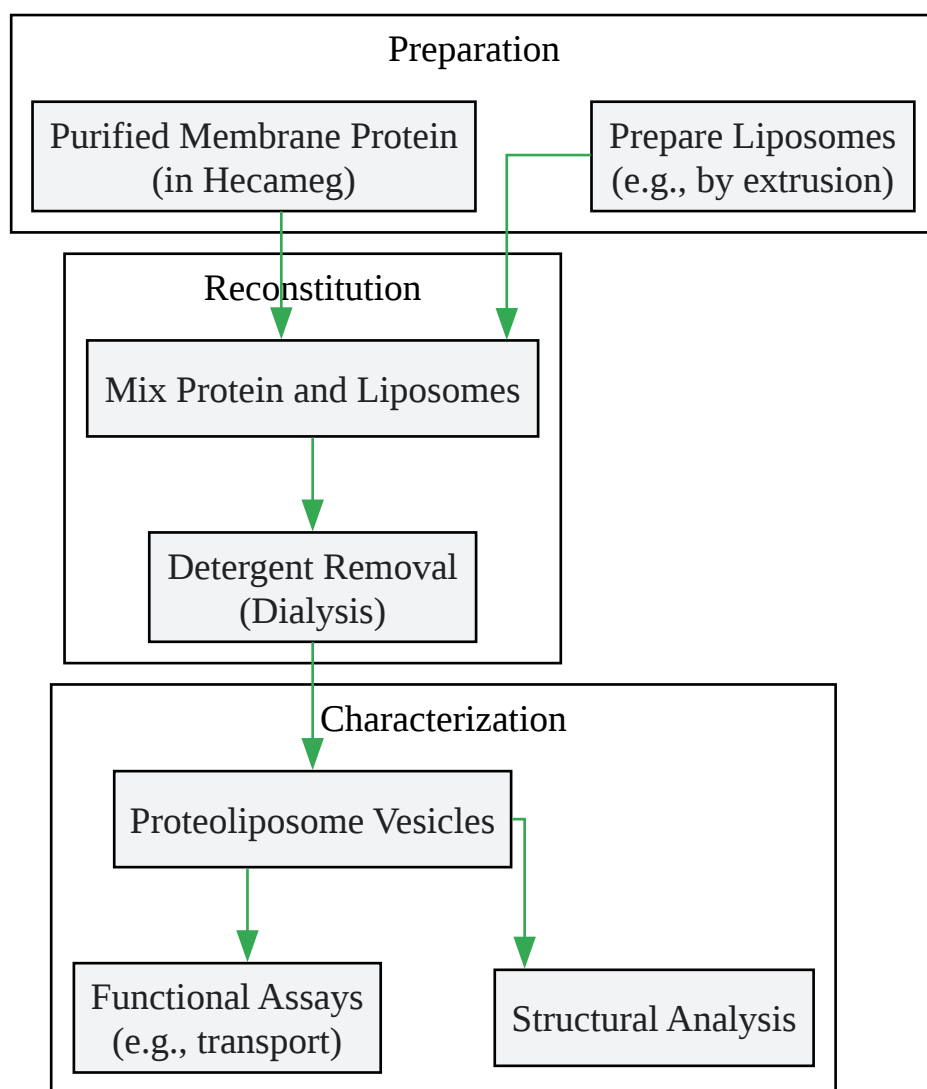 Preparation
Purified Membrane Protein
(in Hecameg)
Prepare Liposomes
(e.g., by extrusion)
Reconstitution
Mix Protein and Liposomes
Detergent Removal
(Dialysis)
Characterization
Proteoliposome Vesicles
Functional Assays
(e.g., transport)
Structural Analysis